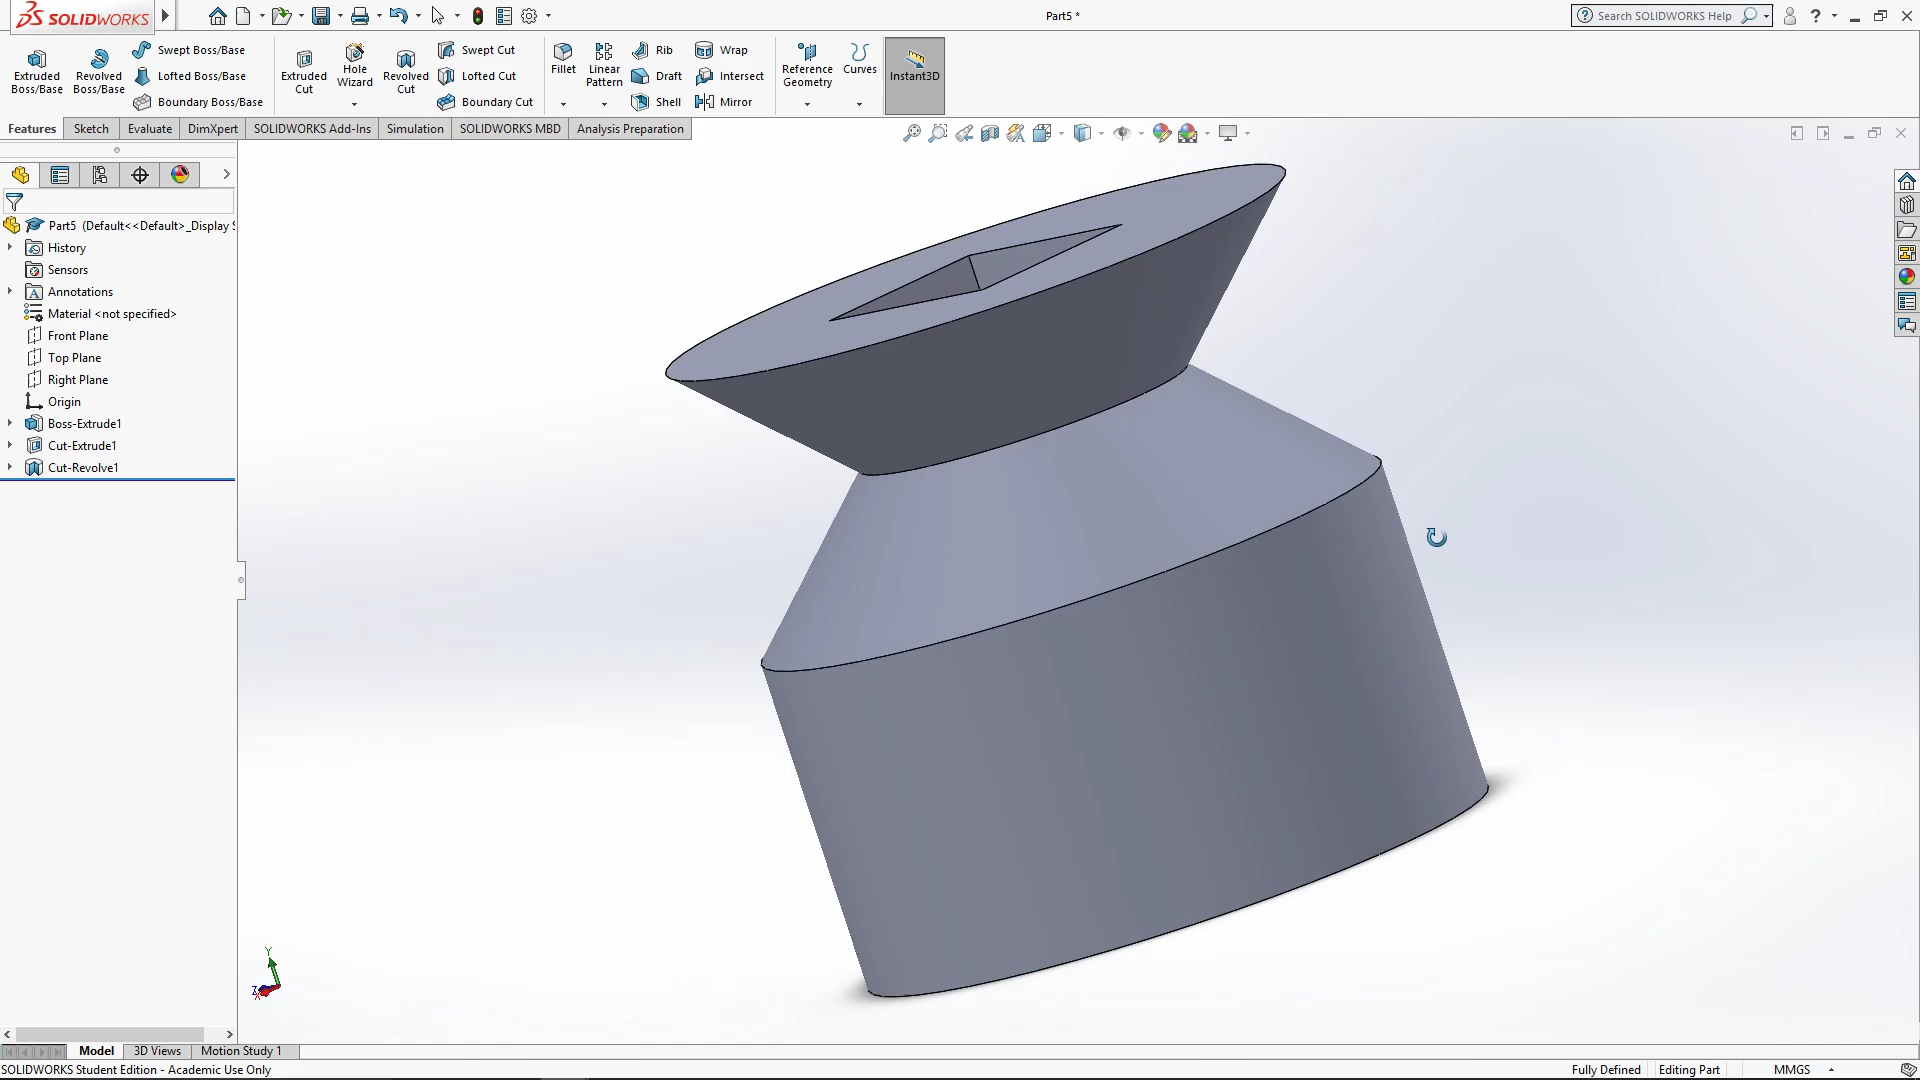 SOLIDWORKS
Part5 *
Search SOLIDWORKS Help
Extruded Boss/Base
Revolved Boss/Base
Swept Boss/Base
Lofted Boss/Base
Boundary Boss/Base
Extruded Cut
Hole Wizard
Revolved Cut
Swept Cut
Lofted Cut
Boundary Cut
Fillet
Linear Pattern
Rib
Draft
Shell
Wrap
Intersect
Mirror
Reference Geometry
Curves
Instant3D
Features
Sketch
Evaluate
DimXpert
SOLIDWORKS Add-Ins
Simulation
SOLIDWORKS MBD
Analysis Preparation
Part5 (Default<<Default>_Display
History
Sensors
Annotations
Material <not specified>
Front Plane
Top Plane
Right Plane
Origin
Boss-Extrude1
Cut-Extrude1
Cut-Revolve1
Y
Z
X
Model
3D Views
Motion Study 1
SOLIDWORKS Student Edition - Academic Use Only
Fully Defined
Editing Part
MMGS